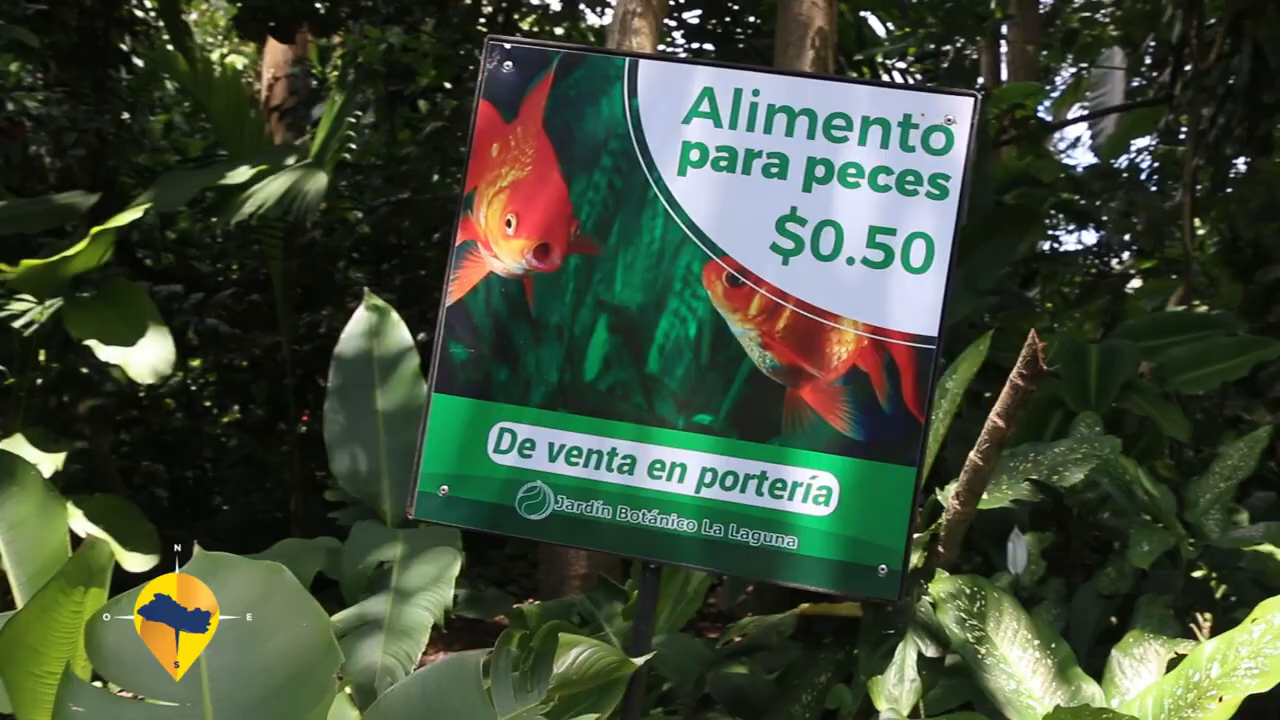 Alimento
para peces
$0.50
De venta en portería
Jardín Botánico La Laguna
N
O
E
S